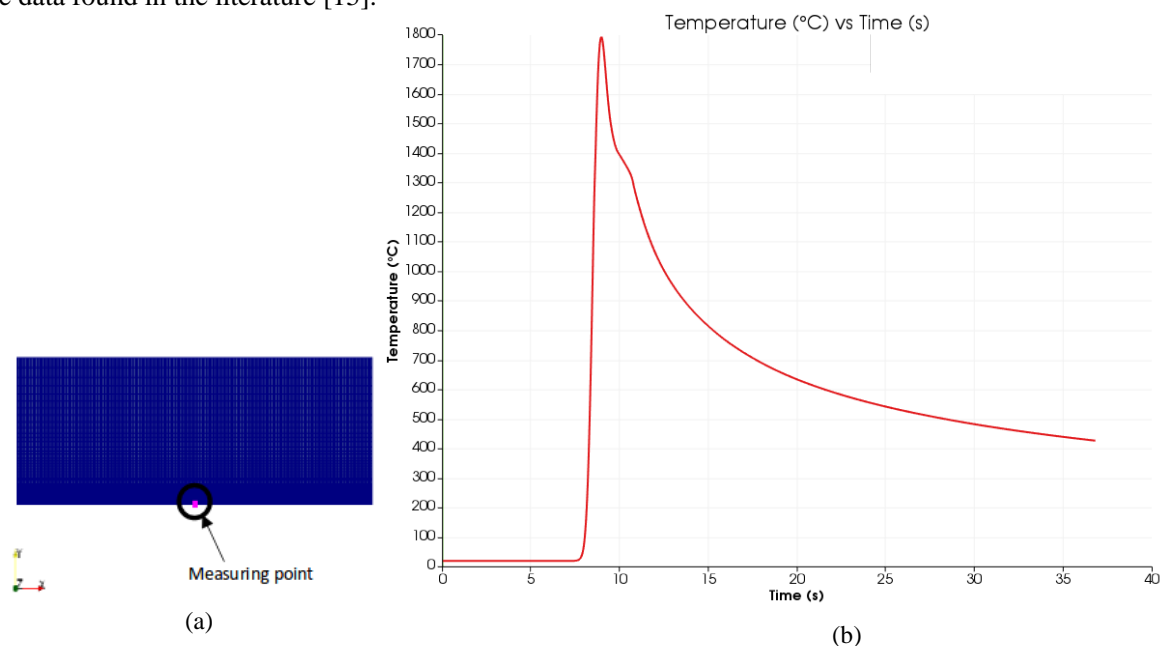 e data found in the literature [15].
Temperature (°C) vs Time (s)
1800
1700
1600
1500
1400
1300
1200
1100
1000
900
800
700
600
500
400
300
200
100
0
Temperature (°C)
0 5 10 15 20 25 30 35 40
Time (s)
Measuring point
Y
Z X
(a)
(b)